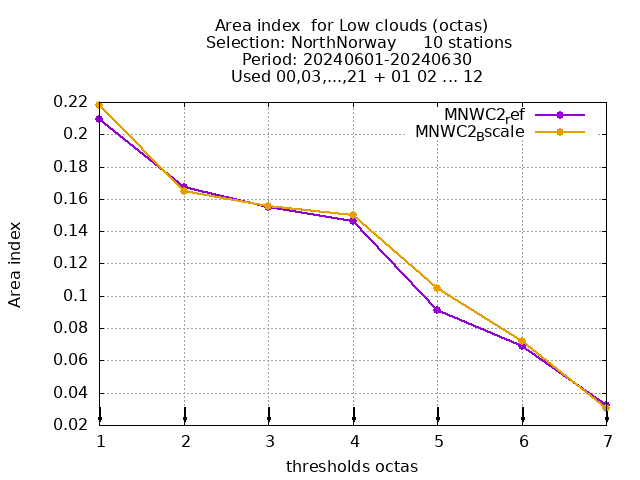 Area index  for Low clouds (octas)
Selection: NorthNorway     10 stations
Period: 20240601-20240630
Used 00,03,...,21 + 01 02 ... 12
MNWC2ref
MNWC2Bscale
0.22
0.2
0.18
0.16
0.14
0.12
0.1
0.08
0.06
0.04
0.02
Area index
1 2 3 4 5 6 7
thresholds octas